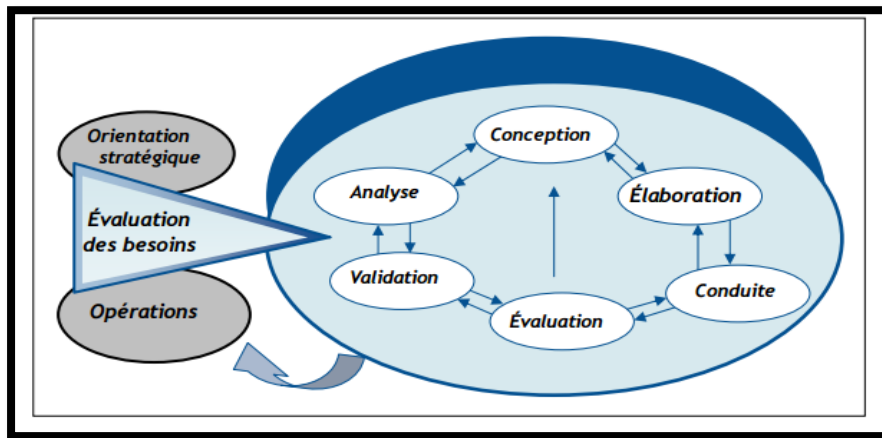 Orientation
stratégique
Évaluation
des besoins
Opérations
Conception
Analyse
Élaboration
Validation
Conduite
Évaluation